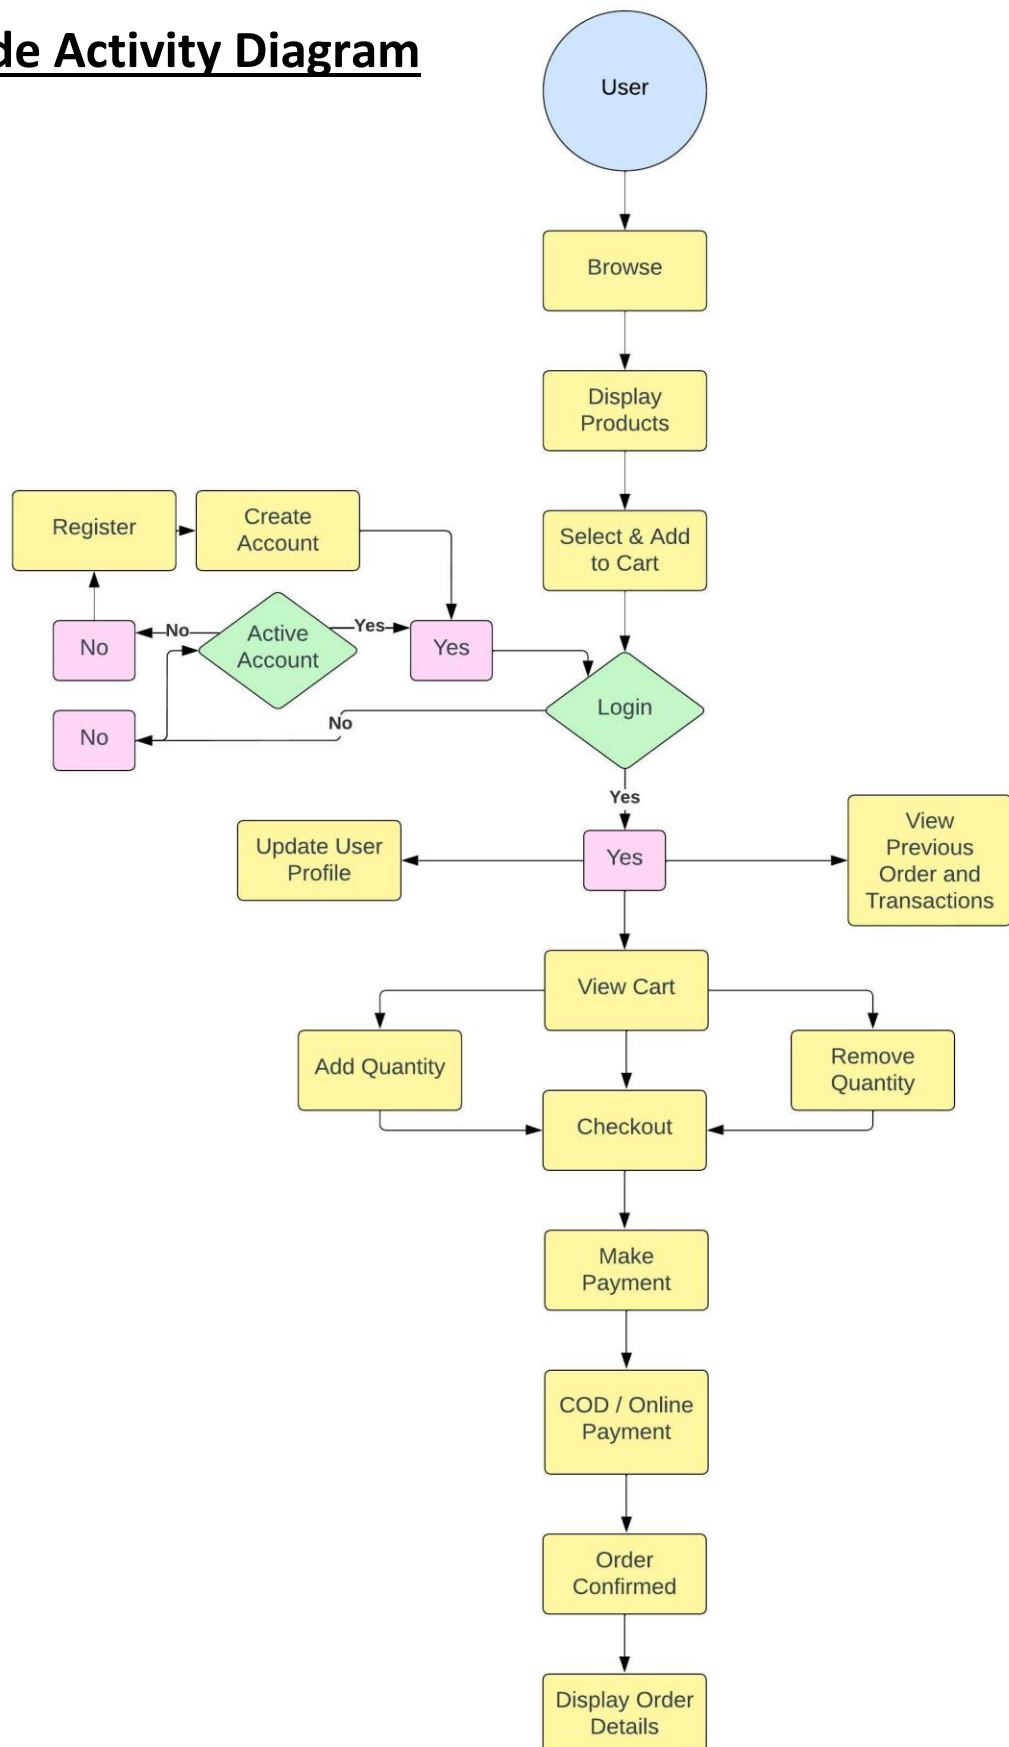 de Activity Diagram
User
Browse
Display
Products
Select & Add
to Cart
Register
Create
Account
No
No
Active
Account
Yes
Yes
No
No
Login
Yes
Yes
Update User
Profile
View
Previous
Order and
Transactions
View Cart
Add Quantity
Remove
Quantity
Checkout
Make
Payment
COD / Online
Payment
Order
Confirmed
Display Order
Details